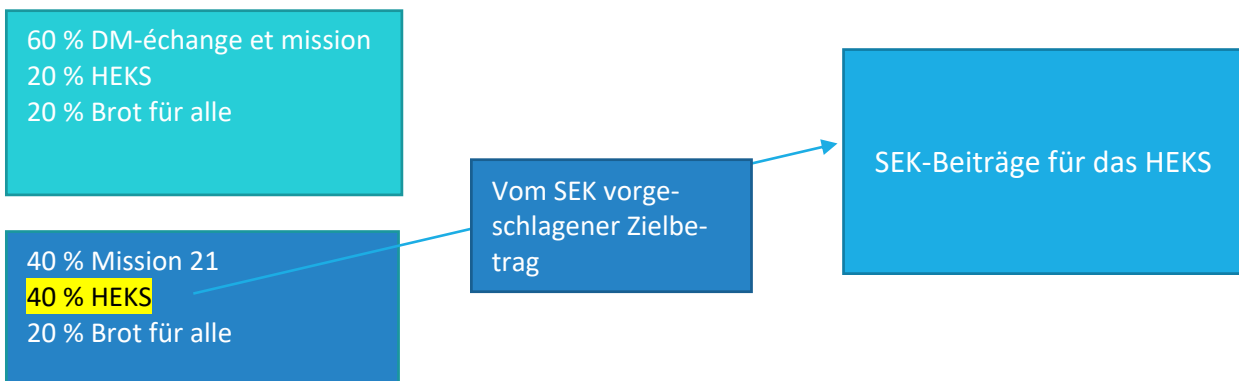 60 % DM-échange et mission
20 % HEKS
20 % Brot für alle
40 % Mission 21
40 % HEKS
20 % Brot für alle
Vom SEK vorge-
schlagener Zielbe-
trag
SEK-Beiträge für das HEKS